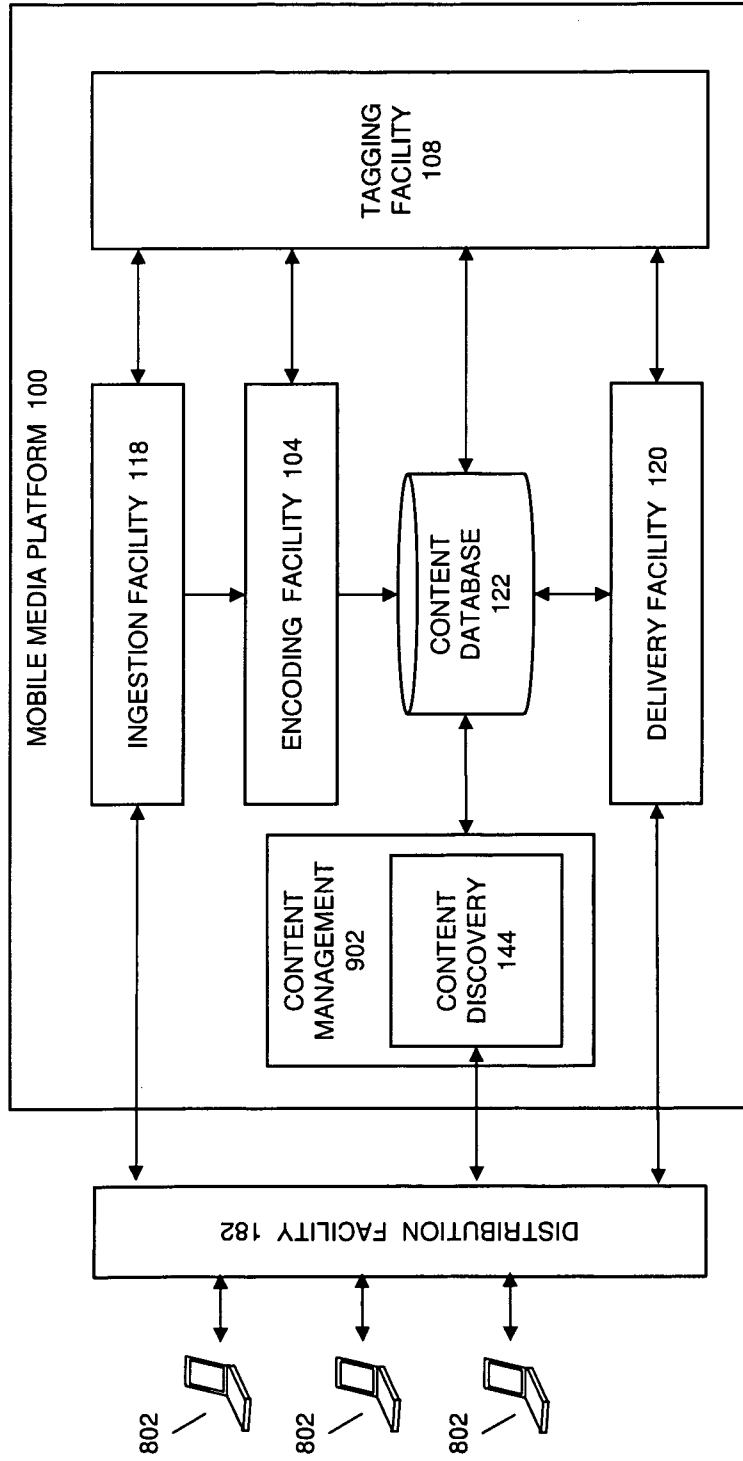 MOBILE MEDIA PLATFORM 100
INGESTION FACILITY 118
ENCODING FACILITY 104
CONTENT
DATABASE
122
DELIVERY FACILITY 120
TAGGING
FACILITY
108
CONTENT
MANAGEMENT
902
CONTENT
DISCOVERY
144
DISTRIBUTION FACILITY 182
802
802
802